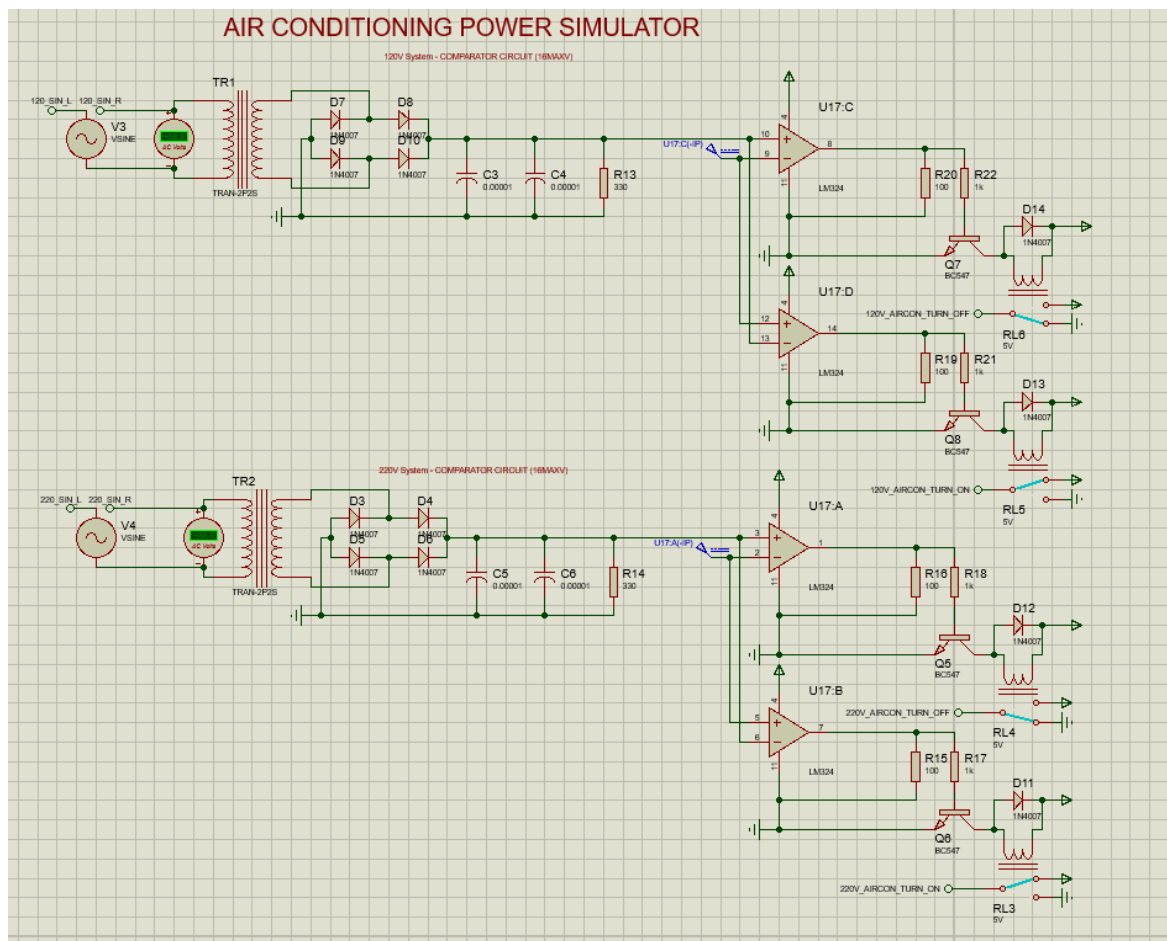 AIR CONDITIONING POWER SIMULATOR
120V System - COMPARATOR CIRCUIT (16MAXV)
TR1
120_SIN_L 120_SIN_R
V3
VSINE
AC Volts
TRAN-2P2S
D7
1N4007
D8
1N4007
D9
1N4007
D10
1N4007
C3
0.00001
C4
0.00001
R13
330
U17:C(-IP)
U17:C
10
9
8
4
11
LM324
R20
100
R22
1k
D14
1N4007
Q7
BC547
120V_AIRCON_TURN_OFF
RL6
5V
U17:D
12
13
14
4
11
LM324
R19
100
R21
1k
D13
1N4007
Q8
BC547
120V_AIRCON_TURN_ON
RL5
5V
220V System - COMPARATOR CIRCUIT (16MAXV)
TR2
220_SIN_L 220_SIN_R
V4
VSINE
AC Volts
TRAN-2P2S
D3
1N4007
D4
1N4007
D5
1N4007
D6
1N4007
C5
0.00001
C6
0.00001
R14
330
U17:A(-IP)
U17:A
3
2
1
4
11
LM324
R16
100
R18
1k
D12
1N4007
Q5
BC547
220V_AIRCON_TURN_OFF
RL4
5V
U17:B
5
6
7
4
11
LM324
R15
100
R17
1k
D11
1N4007
Q6
BC547
220V_AIRCON_TURN_ON
RL3
5V